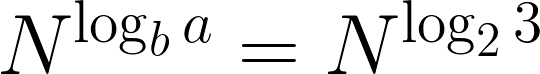 $N^{\log_b a} = N^{\log_2 3}$